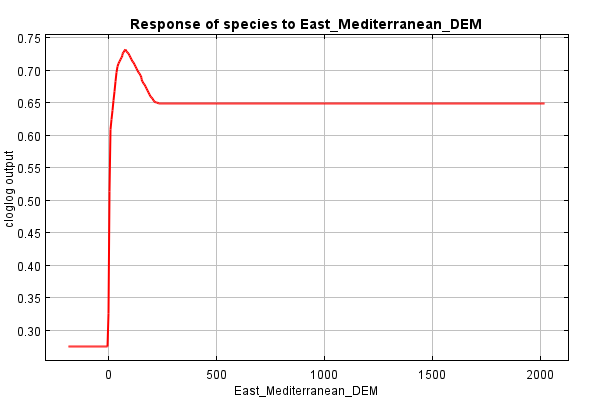 Response of species to East_Mediterranean_DEM
cloglog output
0.75
0.70
0.65
0.60
0.55
0.50
0.45
0.40
0.35
0.30
0 500 1000 1500 2000
East_Mediterranean_DEM